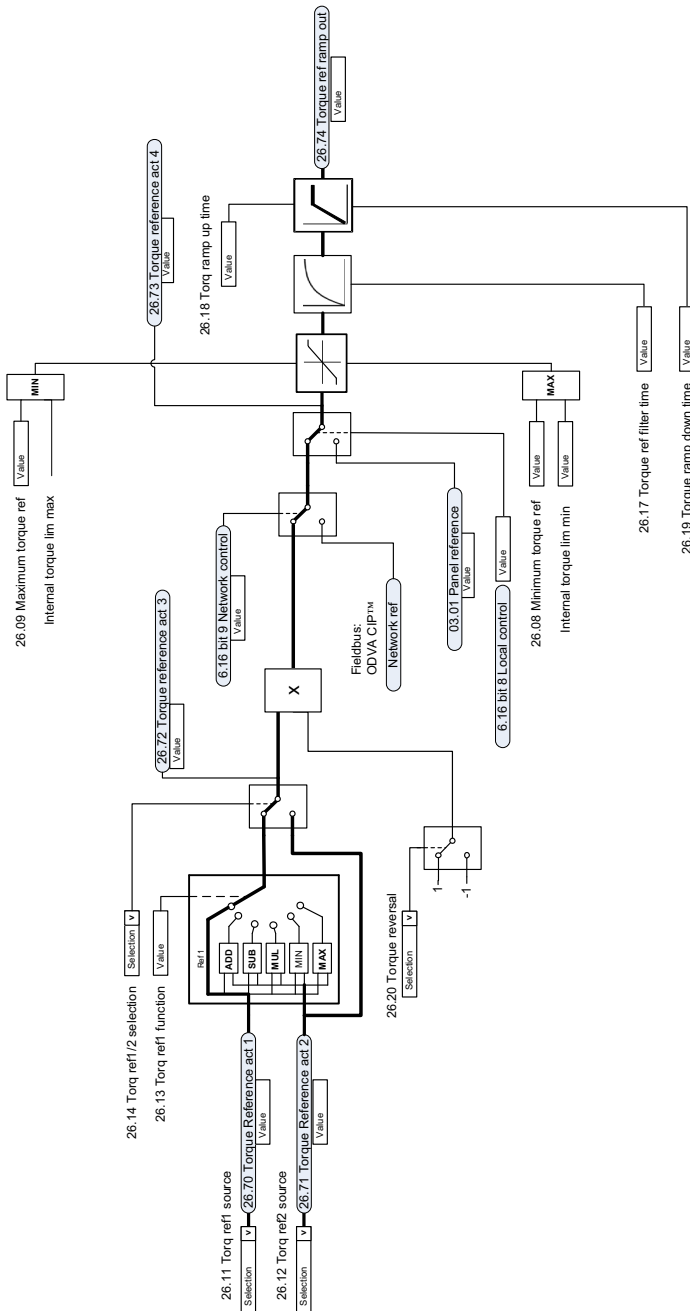 26.11 Torq ref1 source
Selection v
26.70 Torque Reference act 1
Value
26.12 Torq ref2 source
Selection v
26.71 Torque Reference act 2
Value
26.14 Torq ref1/2 selection
Selection v
26.13 Torq ref1 function
Value
Ref1
ADD
SUB
MUL
MIN
MAX
26.20 Torque reversal
Selection v
1
-1
26.72 Torque reference act 3
Value
X
6.16 bit 9 Network control
Value
Fieldbus:
ODVA CIP™
Network ref
03.01 Panel reference
Value
6.16 bit 8 Local control
Value
26.73 Torque reference act 4
Value
26.09 Maximum torque ref
Value
Internal torque lim max
MIN
26.08 Minimum torque ref
Value
Internal torque lim min
Value
MAX
26.18 Torq ramp up time
Value
26.17 Torque ref filter time
Value
26.19 Torque ramp down time
Value
26.74 Torque ref ramp out
Value